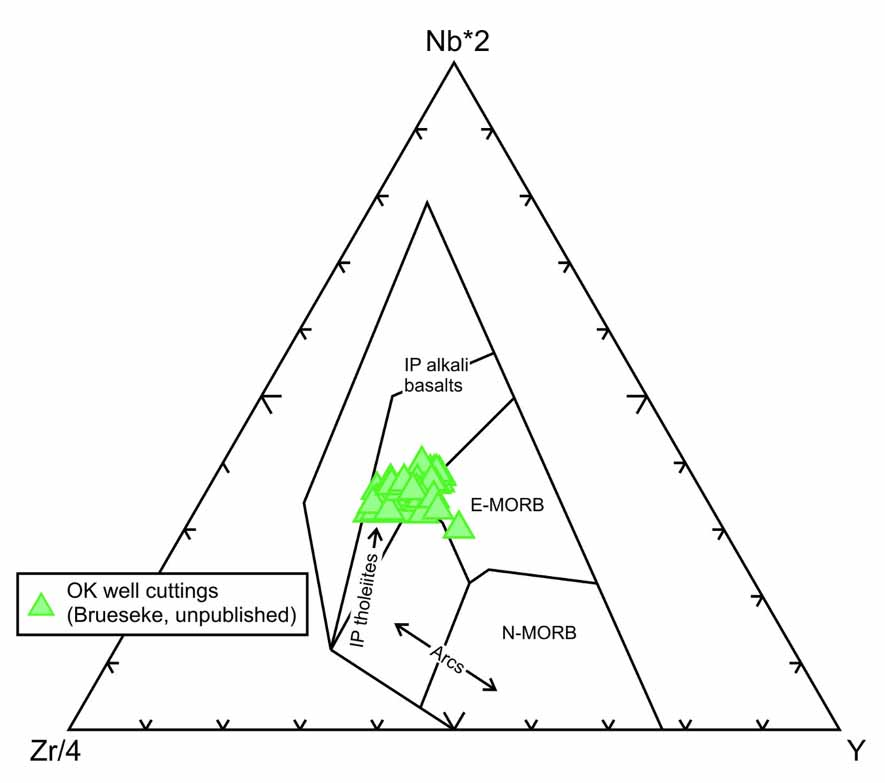 Nb*2
IP alkali
basalts
E-MORB
OK well cuttings
(Brueseke, unpublished)
IP tholeiites
N-MORB
Arcs
Zr/4
Y